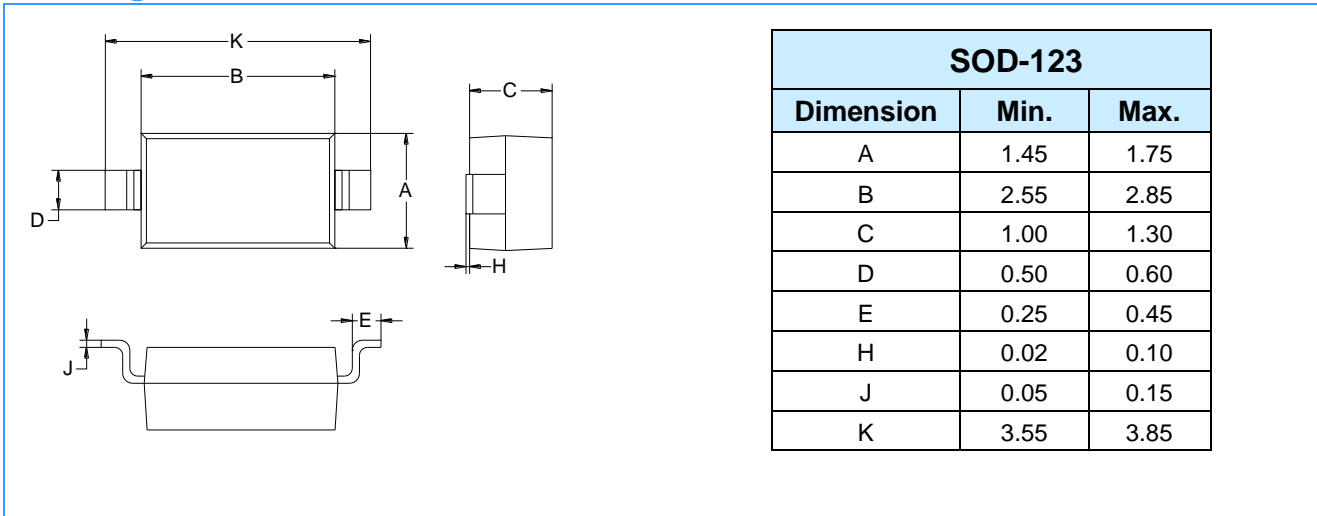 K
B
C
A
D
H
E
J
SOD-123
Dimension Min. Max.
A 1.45 1.75
B 2.55 2.85
C 1.00 1.30
D 0.50 0.60
E 0.25 0.45
H 0.02 0.10
J 0.05 0.15
K 3.55 3.85